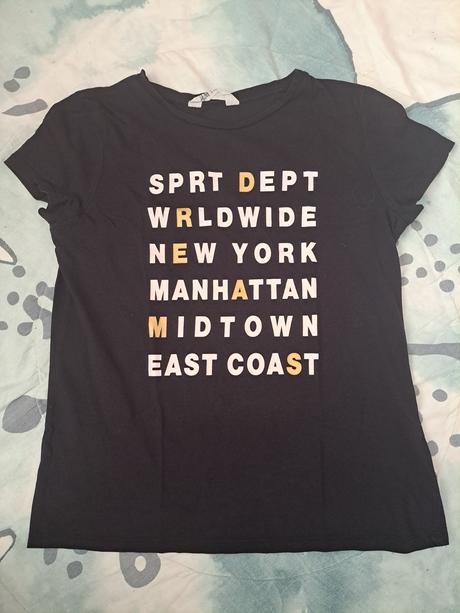 SPRT DEPT
WRLDWIDE
NEW YORK
MANHATTAN
MIDTOWN
EAST COAST